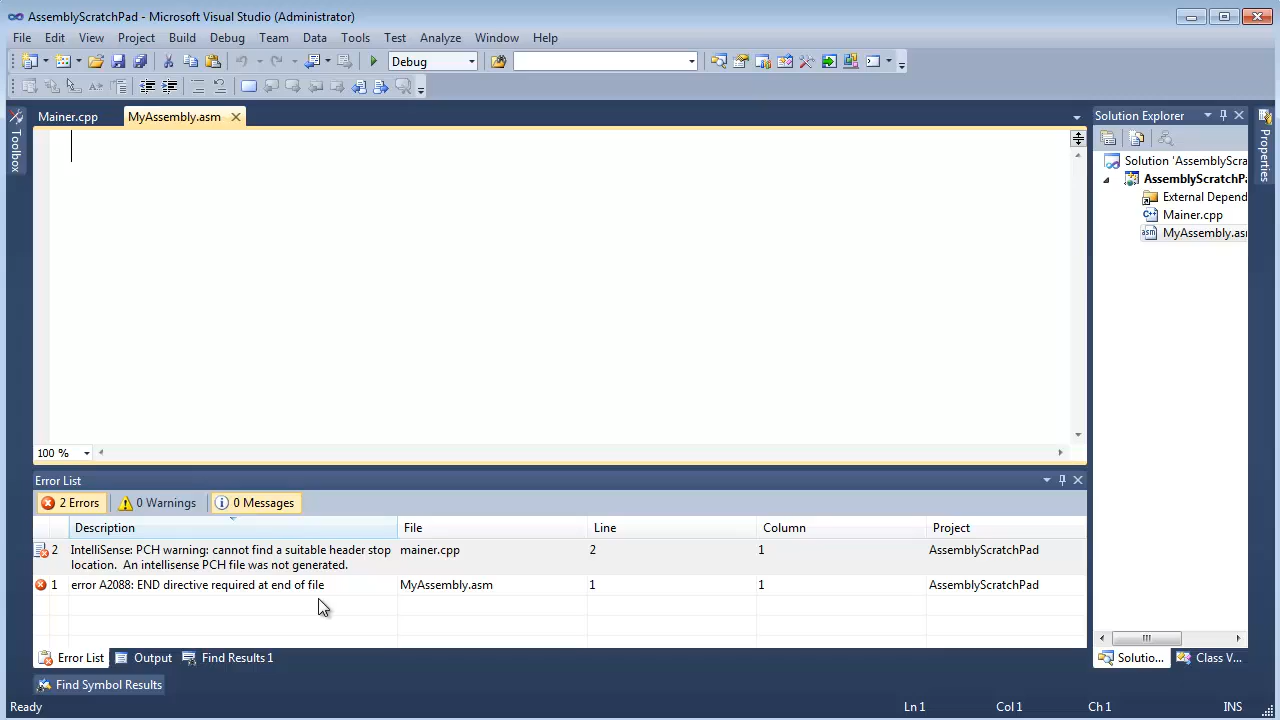 AssemblyScratchPad - Microsoft Visual Studio (Administrator)
File Edit View Project Build Debug Team Data Tools Test Analyze Window Help
Debug
Mainer.cpp MyAssembly.asm
Toolbox
100 %
Solution Explorer
Solution 'AssemblyScra
AssemblyScratchPa
External Depend
Mainer.cpp
MyAssembly.asm
Properties
Error List
2 Errors 0 Warnings 0 Messages
Description File Line Column Project
2 IntelliSense: PCH warning: cannot find a suitable header stop location. An intellisense PCH file was not generated. mainer.cpp 2 1 AssemblyScratchPad
1 error A2088: END directive required at end of file MyAssembly.asm 1 1 AssemblyScratchPad
Error List Output Find Results 1
Solutio... Class V...
Find Symbol Results
Ready Ln 1 Col 1 Ch 1 INS